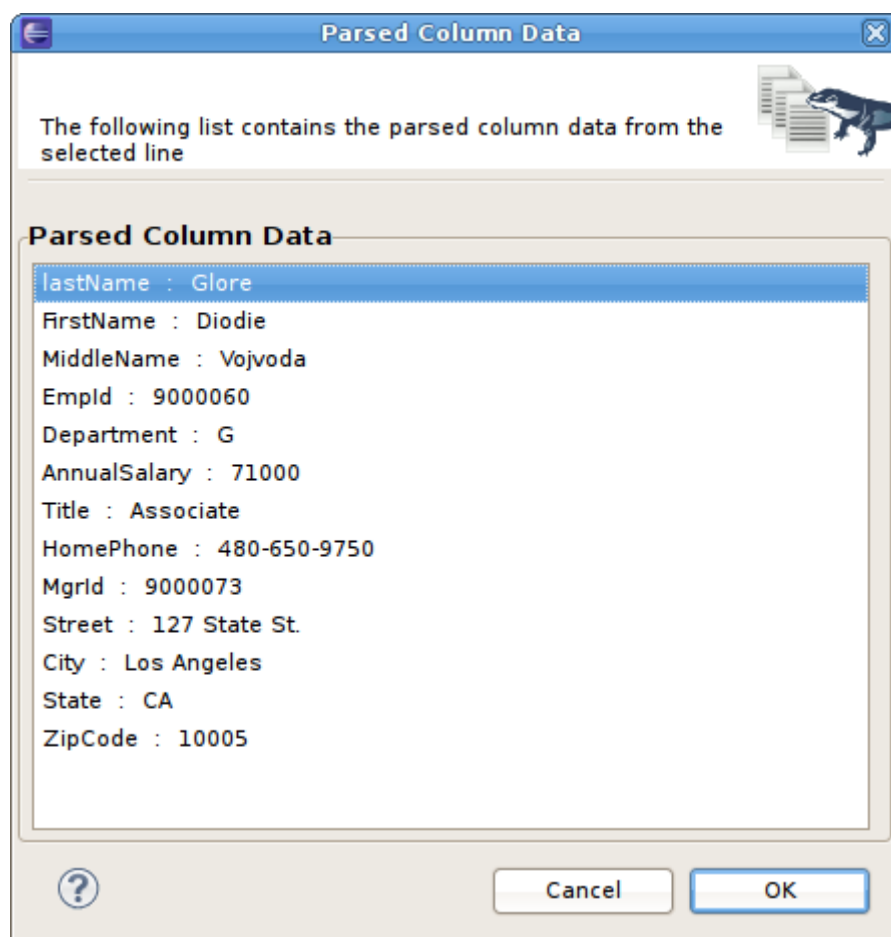 Parsed Column Data
The following list contains the parsed column data from the
selected line
Parsed Column Data
lastName : Glore
FirstName : Diodie
MiddleName : Vojvoda
EmpId : 9000060
Department : G
AnnualSalary : 71000
Title : Associate
HomePhone : 480-650-9750
MgrId : 9000073
Street : 127 State St.
City : Los Angeles
State : CA
ZipCode : 10005
? Cancel OK